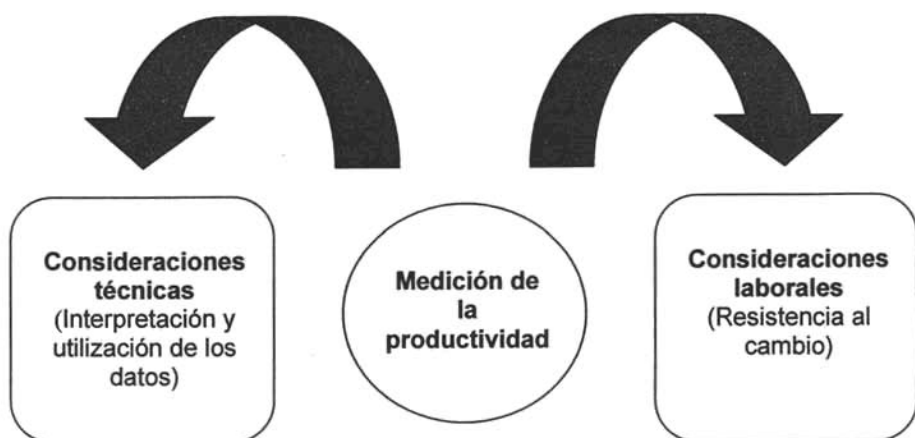 Consideraciones
técnicas
(Interpretación y
utilización de los
datos)
Medición de
la
productividad
Consideraciones
laborales
(Resistencia al
cambio)